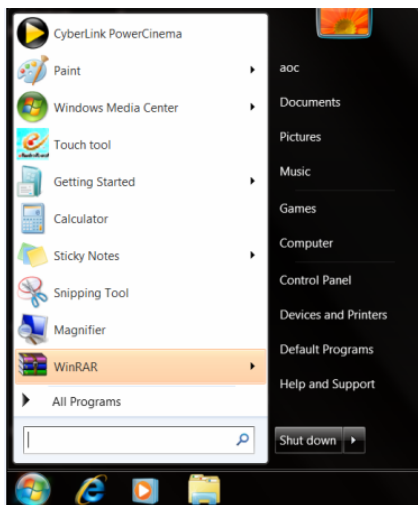 CyberLink PowerCinema
Paint
Windows Media Center
Touch tool
Getting Started
Calculator
Sticky Notes
Snipping Tool
Magnifier
WinRAR
All Programs
aoc
Documents
Pictures
Music
Games
Computer
Control Panel
Devices and Printers
Default Programs
Help and Support
Shut down